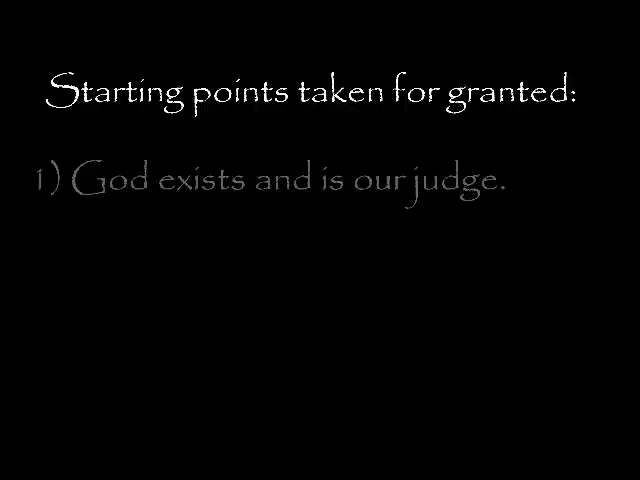 Starting points taken for granted:
1) God exists and is our judge.